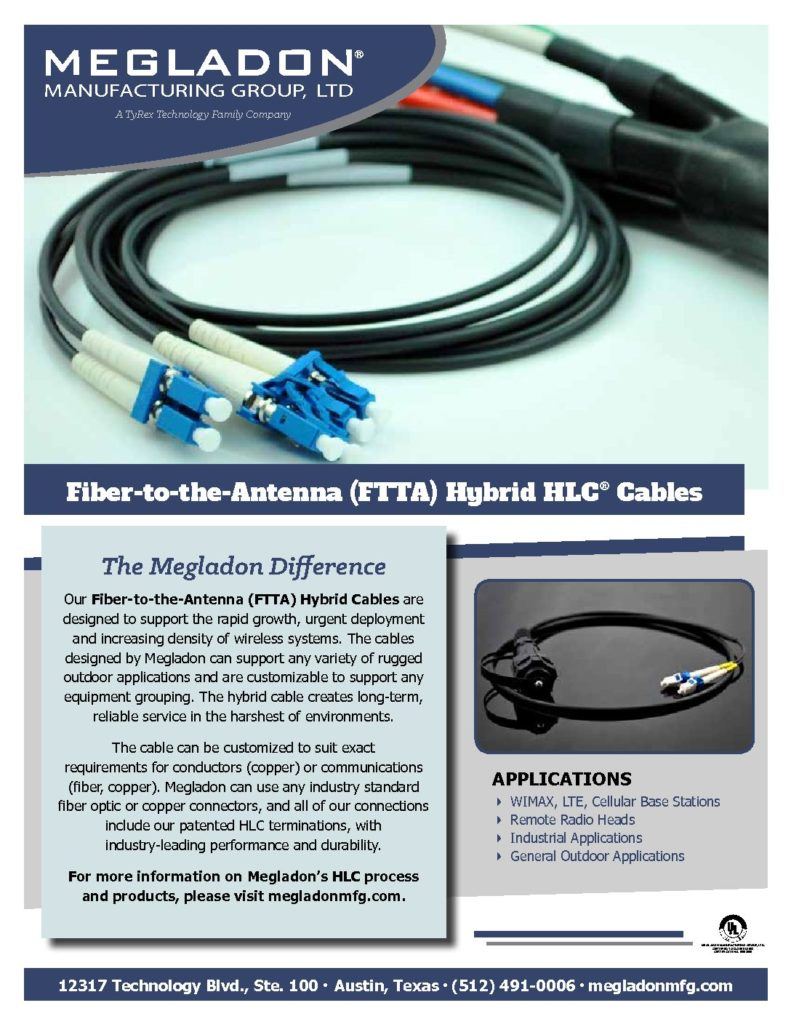 MEGLADON®
MANUFACTURING GROUP, LTD
A TyRex Technology Family Company
Fiber-to-the-Antenna (FTTA) Hybrid HLC® Cables
The Megladon Difference
Our Fiber-to-the-Antenna (FTTA) Hybrid Cables are
designed to support the rapid growth, urgent deployment
and increasing density of wireless systems. The cables
designed by Megladon can support any variety of rugged
outdoor applications and are customizable to support any
equipment grouping. The hybrid cable creates long-term,
reliable service in the harshest of environments.
The cable can be customized to suit exact
requirements for conductors (copper) or communications
(fiber, copper). Megladon can use any industry standard
fiber optic or copper connectors, and all of our connections
include our patented HLC terminations, with
industry-leading performance and durability.
For more information on Megladon's HLC process
and products, please visit megladonmfg.com.
APPLICATIONS
WIMAX, LTE, Cellular Base Stations
Remote Radio Heads
Industrial Applications
General Outdoor Applications
UL
12317 Technology Blvd., Ste. 100 · Austin, Texas · (512) 491-0006 · megladonmfg.com